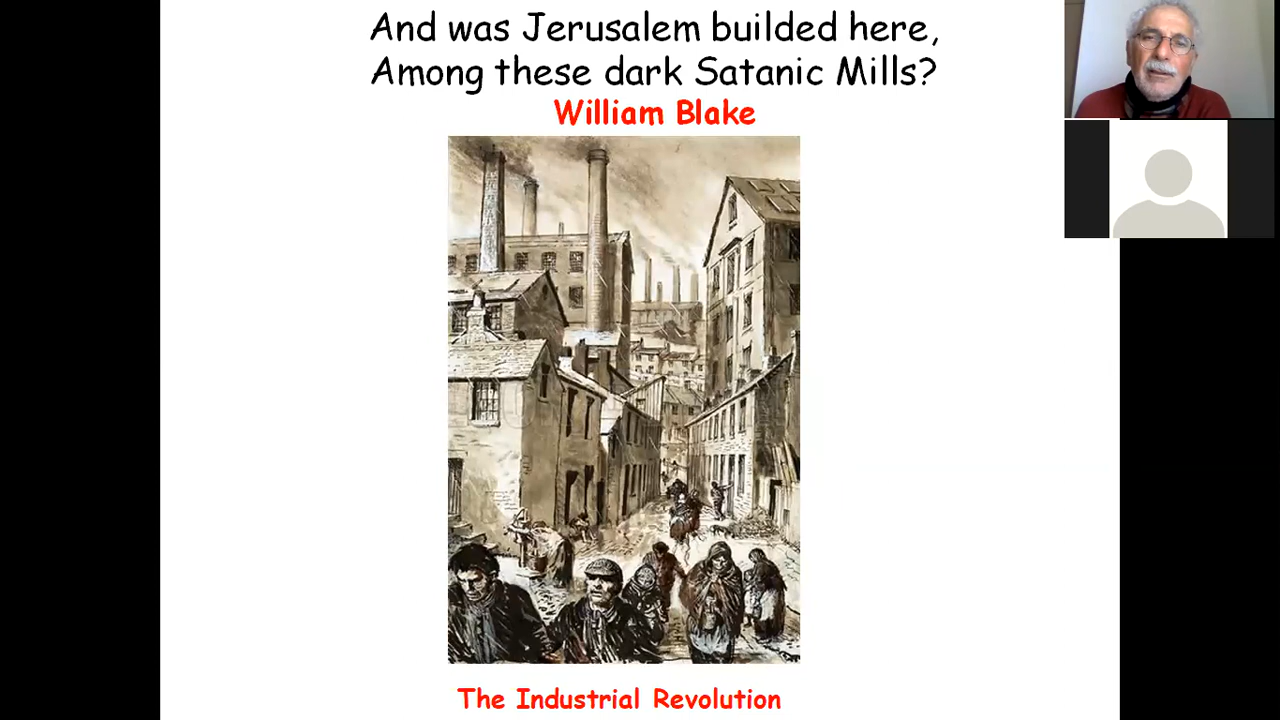 And was Jerusalem builded here,
Among these dark Satanic Mills?
William Blake
The Industrial Revolution